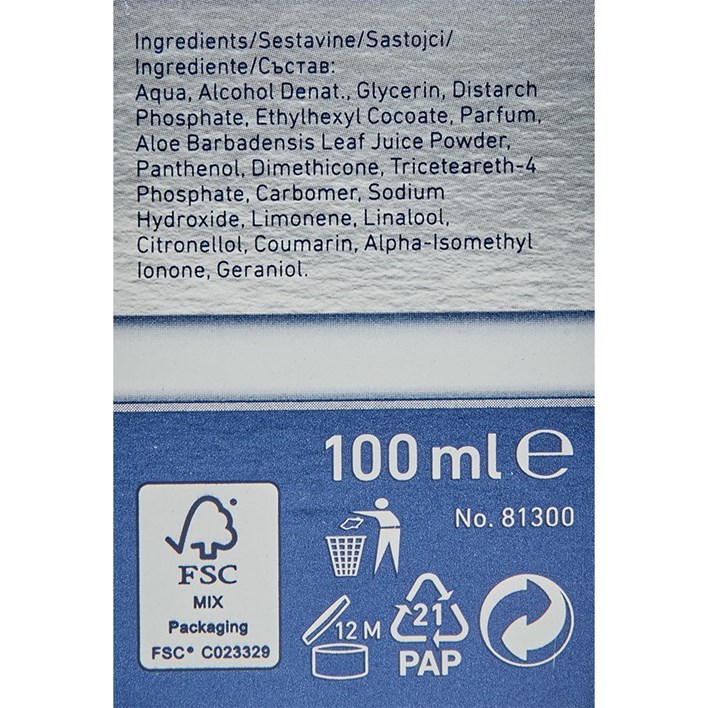 Ingredients/Sestavine/Sastojci/
Ingrediente/Състав:
Aqua, Alcohol Denat., Glycerin, Distarch
Phosphate, Ethylhexyl Cocoate, Parfum,
Aloe Barbadensis Leaf Juice Powder,
Panthenol, Dimethicone, Triceteareth-4
Phosphate, Carbomer, Sodium
Hydroxide, Limonene, Linalool,
Citronellol, Coumarin, Alpha-Isomethyl
Ionone, Geraniol.
100 ml ℮
No. 81300
FSC
MIX
Packaging
FSC® C023329
12 M
21
PAP